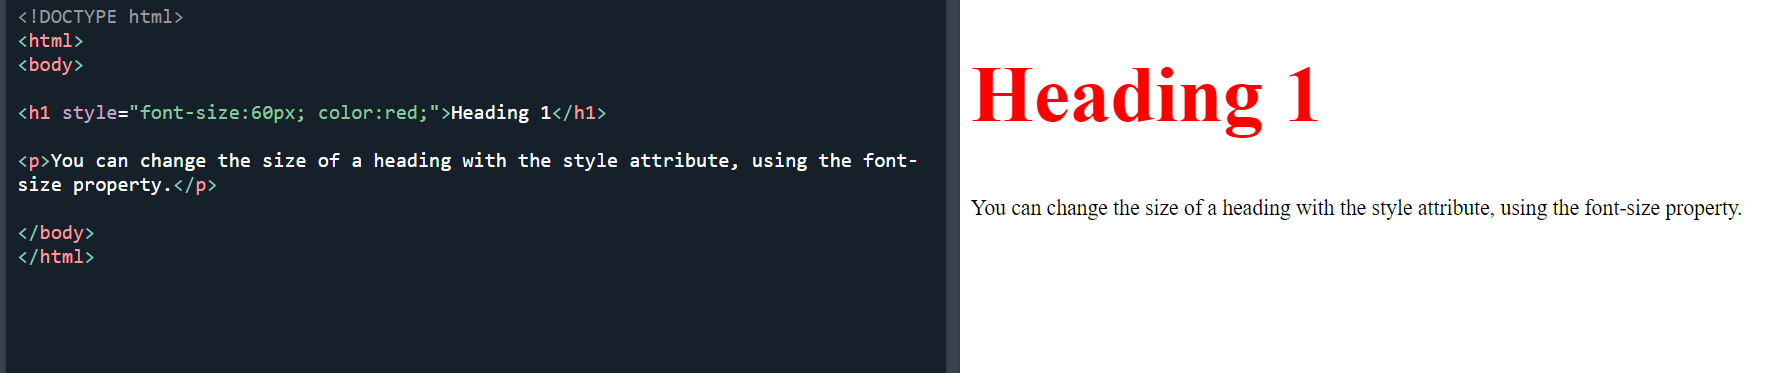 <!DOCTYPE html>
<html>
<body>
<h1 style="font-size:60px; color:red;">Heading 1</h1>
<p>You can change the size of a heading with the style attribute, using the font-
size property.</p>
</body>
</html>
Heading 1
You can change the size of a heading with the style attribute, using the font-size property.